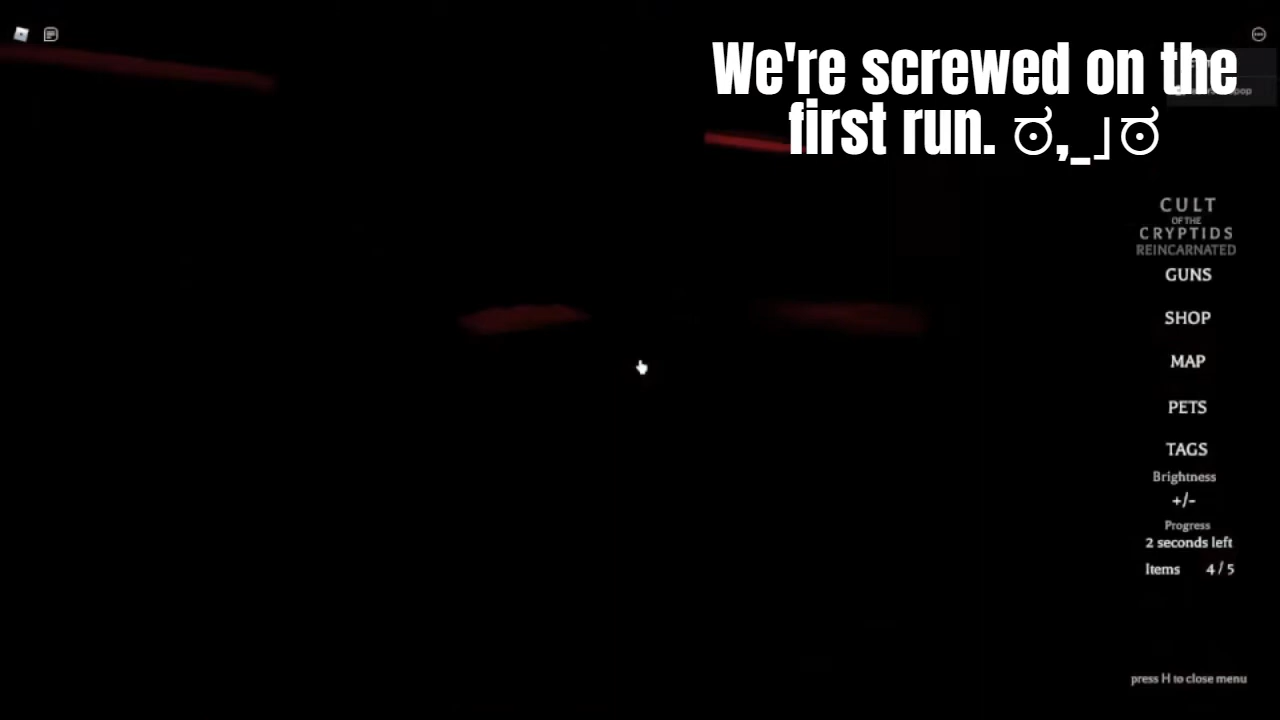 We're screwed on the
first run. ಠ,_」ಠ
CULT
OF THE
CRYPTIDS
REINCARNATED
GUNS
SHOP
MAP
PETS
TAGS
Brightness
+/-
Progress
2 seconds left
Items 4 / 5
press H to close menu